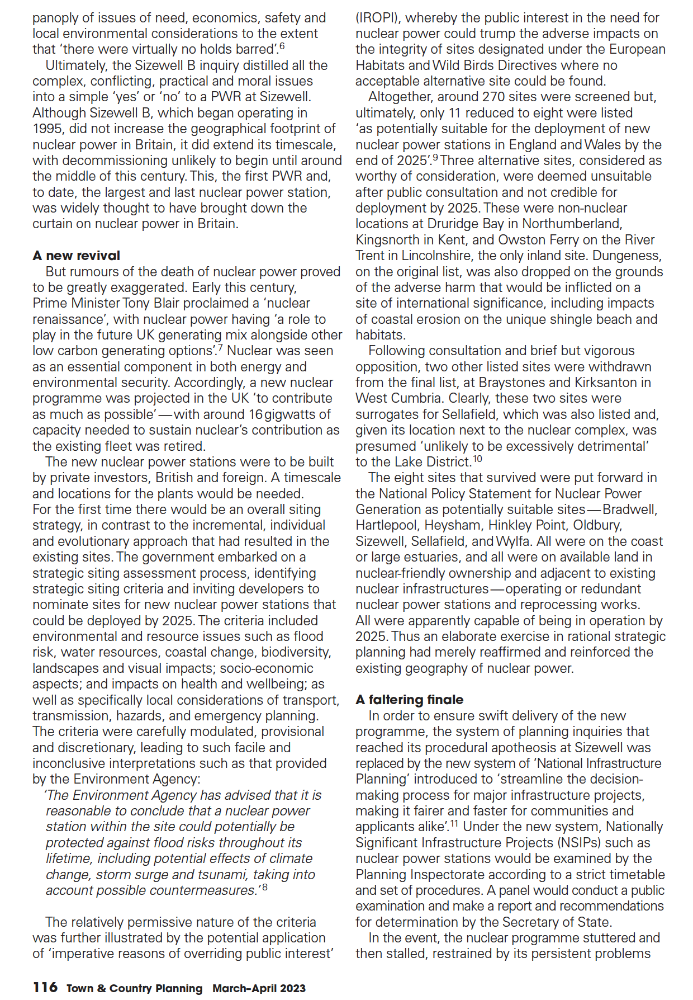 panoply of issues of need, economics, safety and
local environmental considerations to the extent
that ‘there were virtually no holds barred’.6
Ultimately, the Sizewell B inquiry distilled all the
complex, conflicting, practical and moral issues
into a simple ‘yes’ or ‘no’ to a PWR at Sizewell.
Although Sizewell B, which began operating in
1995, did not increase the geographical footprint of
nuclear power in Britain, it did extend its timescale,
with decommissioning unlikely to begin until around
the middle of this century. This, the first PWR and,
to date, the largest and last nuclear power station,
was widely thought to have brought down the
curtain on nuclear power in Britain.
A new revival
But rumours of the death of nuclear power proved
to be greatly exaggerated. Early this century,
Prime Minister Tony Blair proclaimed a ‘nuclear
renaissance’, with nuclear power having ‘a role to
play in the future UK generating mix alongside other
low carbon generating options’.7 Nuclear was seen
as an essential component in both energy and
environmental security. Accordingly, a new nuclear
programme was projected in the UK ‘to contribute
as much as possible’ — with around 16 gigwatts of
capacity needed to sustain nuclear’s contribution as
the existing fleet was retired.
The new nuclear power stations were to be built
by private investors, British and foreign. A timescale
and locations for the plants would be needed.
For the first time there would be an overall siting
strategy, in contrast to the incremental, individual
and evolutionary approach that had resulted in the
existing sites. The government embarked on a
strategic siting assessment process, identifying
strategic siting criteria and inviting developers to
nominate sites for new nuclear power stations that
could be deployed by 2025. The criteria included
environmental and resource issues such as flood
risk, water resources, coastal change, biodiversity,
landscapes and visual impacts; socio-economic
aspects; and impacts on health and wellbeing; as
well as specifically local considerations of transport,
transmission, hazards, and emergency planning.
The criteria were carefully modulated, provisional
and discretionary, leading to such facile and
inconclusive interpretations such as that provided
by the Environment Agency:
‘The Environment Agency has advised that it is
reasonable to conclude that a nuclear power
station within the site could potentially be
protected against flood risks throughout its
lifetime, including potential effects of climate
change, storm surge and tsunami, taking into
account possible countermeasures.’8
The relatively permissive nature of the criteria
was further illustrated by the potential application
of ‘imperative reasons of overriding public interest’
(IROPI), whereby the public interest in the need for
nuclear power could trump the adverse impacts on
the integrity of sites designated under the European
Habitats and Wild Birds Directives where no
acceptable alternative site could be found.
Altogether, around 270 sites were screened but,
ultimately, only 11 reduced to eight were listed
‘as potentially suitable for the deployment of new
nuclear power stations in England and Wales by the
end of 2025’.9 Three alternative sites, considered as
worthy of consideration, were deemed unsuitable
after public consultation and not credible for
deployment by 2025. These were non-nuclear
locations at Druridge Bay in Northumberland,
Kingsnorth in Kent, and Owston Ferry on the River
Trent in Lincolnshire, the only inland site. Dungeness,
on the original list, was also dropped on the grounds
of the adverse harm that would be inflicted on a
site of international significance, including impacts
of coastal erosion on the unique shingle beach and
habitats.
Following consultation and brief but vigorous
opposition, two other listed sites were withdrawn
from the final list, at Braystones and Kirksanton in
West Cumbria. Clearly, these two sites were
surrogates for Sellafield, which was also listed and,
given its location next to the nuclear complex, was
presumed ‘unlikely to be excessively detrimental’
to the Lake District.10
The eight sites that survived were put forward in
the National Policy Statement for Nuclear Power
Generation as potentially suitable sites — Bradwell,
Hartlepool, Heysham, Hinkley Point, Oldbury,
Sizewell, Sellafield, and Wylfa. All were on the coast
or large estuaries, and all were on available land in
nuclear-friendly ownership and adjacent to existing
nuclear infrastructures — operating or redundant
nuclear power stations and reprocessing works.
All were apparently capable of being in operation by
2025. Thus an elaborate exercise in rational strategic
planning had merely reaffirmed and reinforced the
existing geography of nuclear power.
A faltering finale
In order to ensure swift delivery of the new
programme, the system of planning inquiries that
reached its procedural apotheosis at Sizewell was
replaced by the new system of ‘National Infrastructure
Planning’ introduced to ‘streamline the decision-
making process for major infrastructure projects,
making it fairer and faster for communities and
applicants alike’.11 Under the new system, Nationally
Significant Infrastructure Projects (NSIPs) such as
nuclear power stations would be examined by the
Planning Inspectorate according to a strict timetable
and set of procedures. A panel would conduct a public
examination and make a report and recommendations
for determination by the Secretary of State.
In the event, the nuclear programme stuttered and
then stalled, restrained by its persistent problems
116 Town & Country Planning March–April 2023